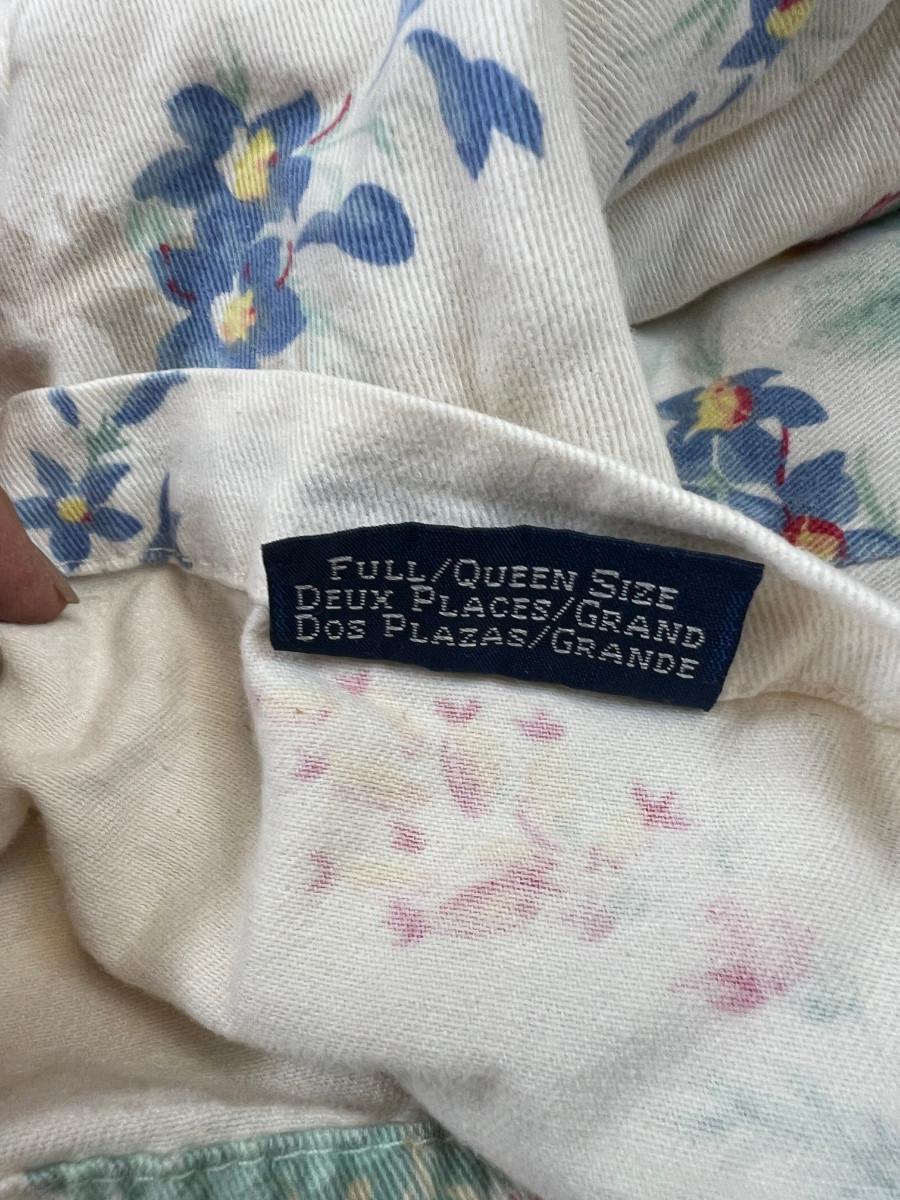 FULL/QUEEN SIZE
DEUX PLACES/GRAND
DOS PLAZAS/GRANDE